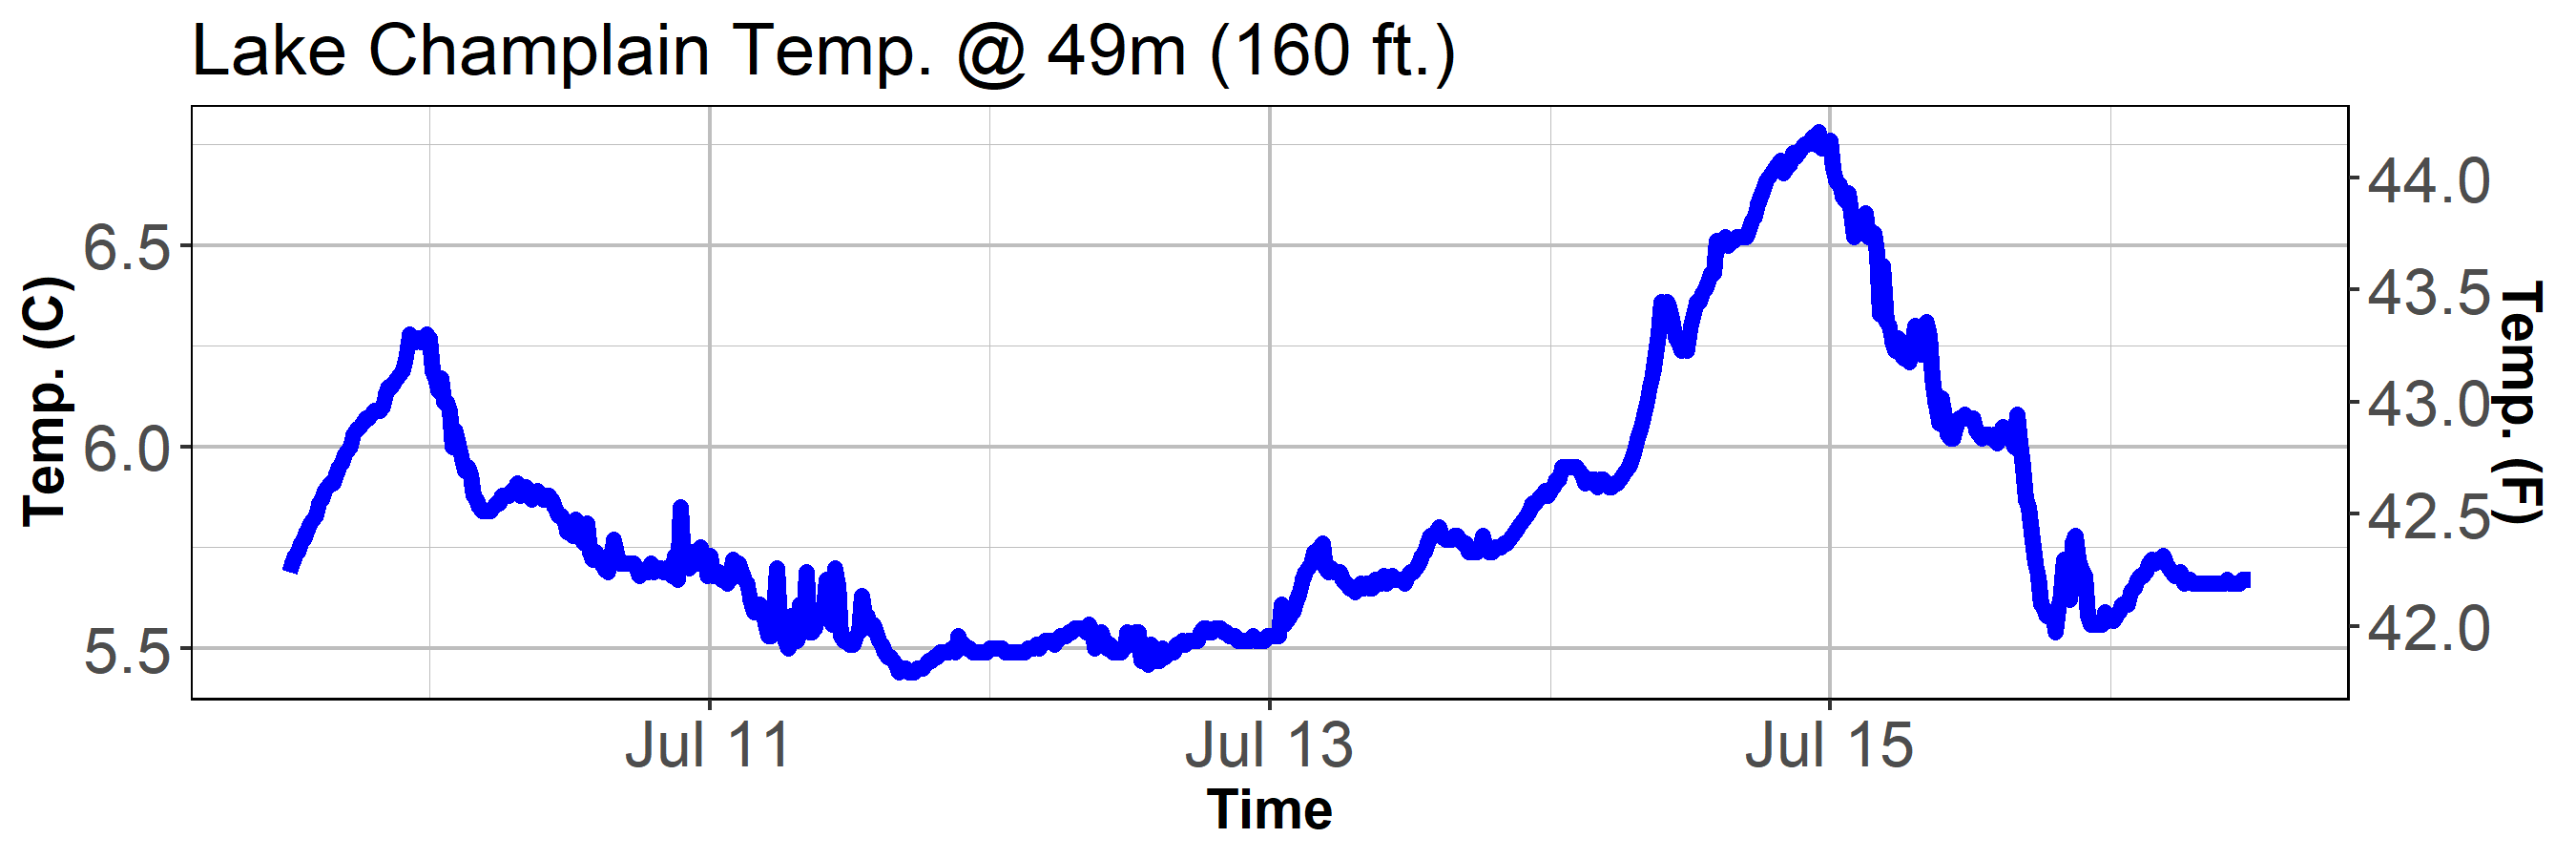 Lake Champlain Temp. @ 49m (160 ft.)
Temp. (C)
6.5
6.0
5.5
44.0
43.5
43.0
42.5
42.0
Temp. (F)
Jul 11 Jul 13 Jul 15
Time